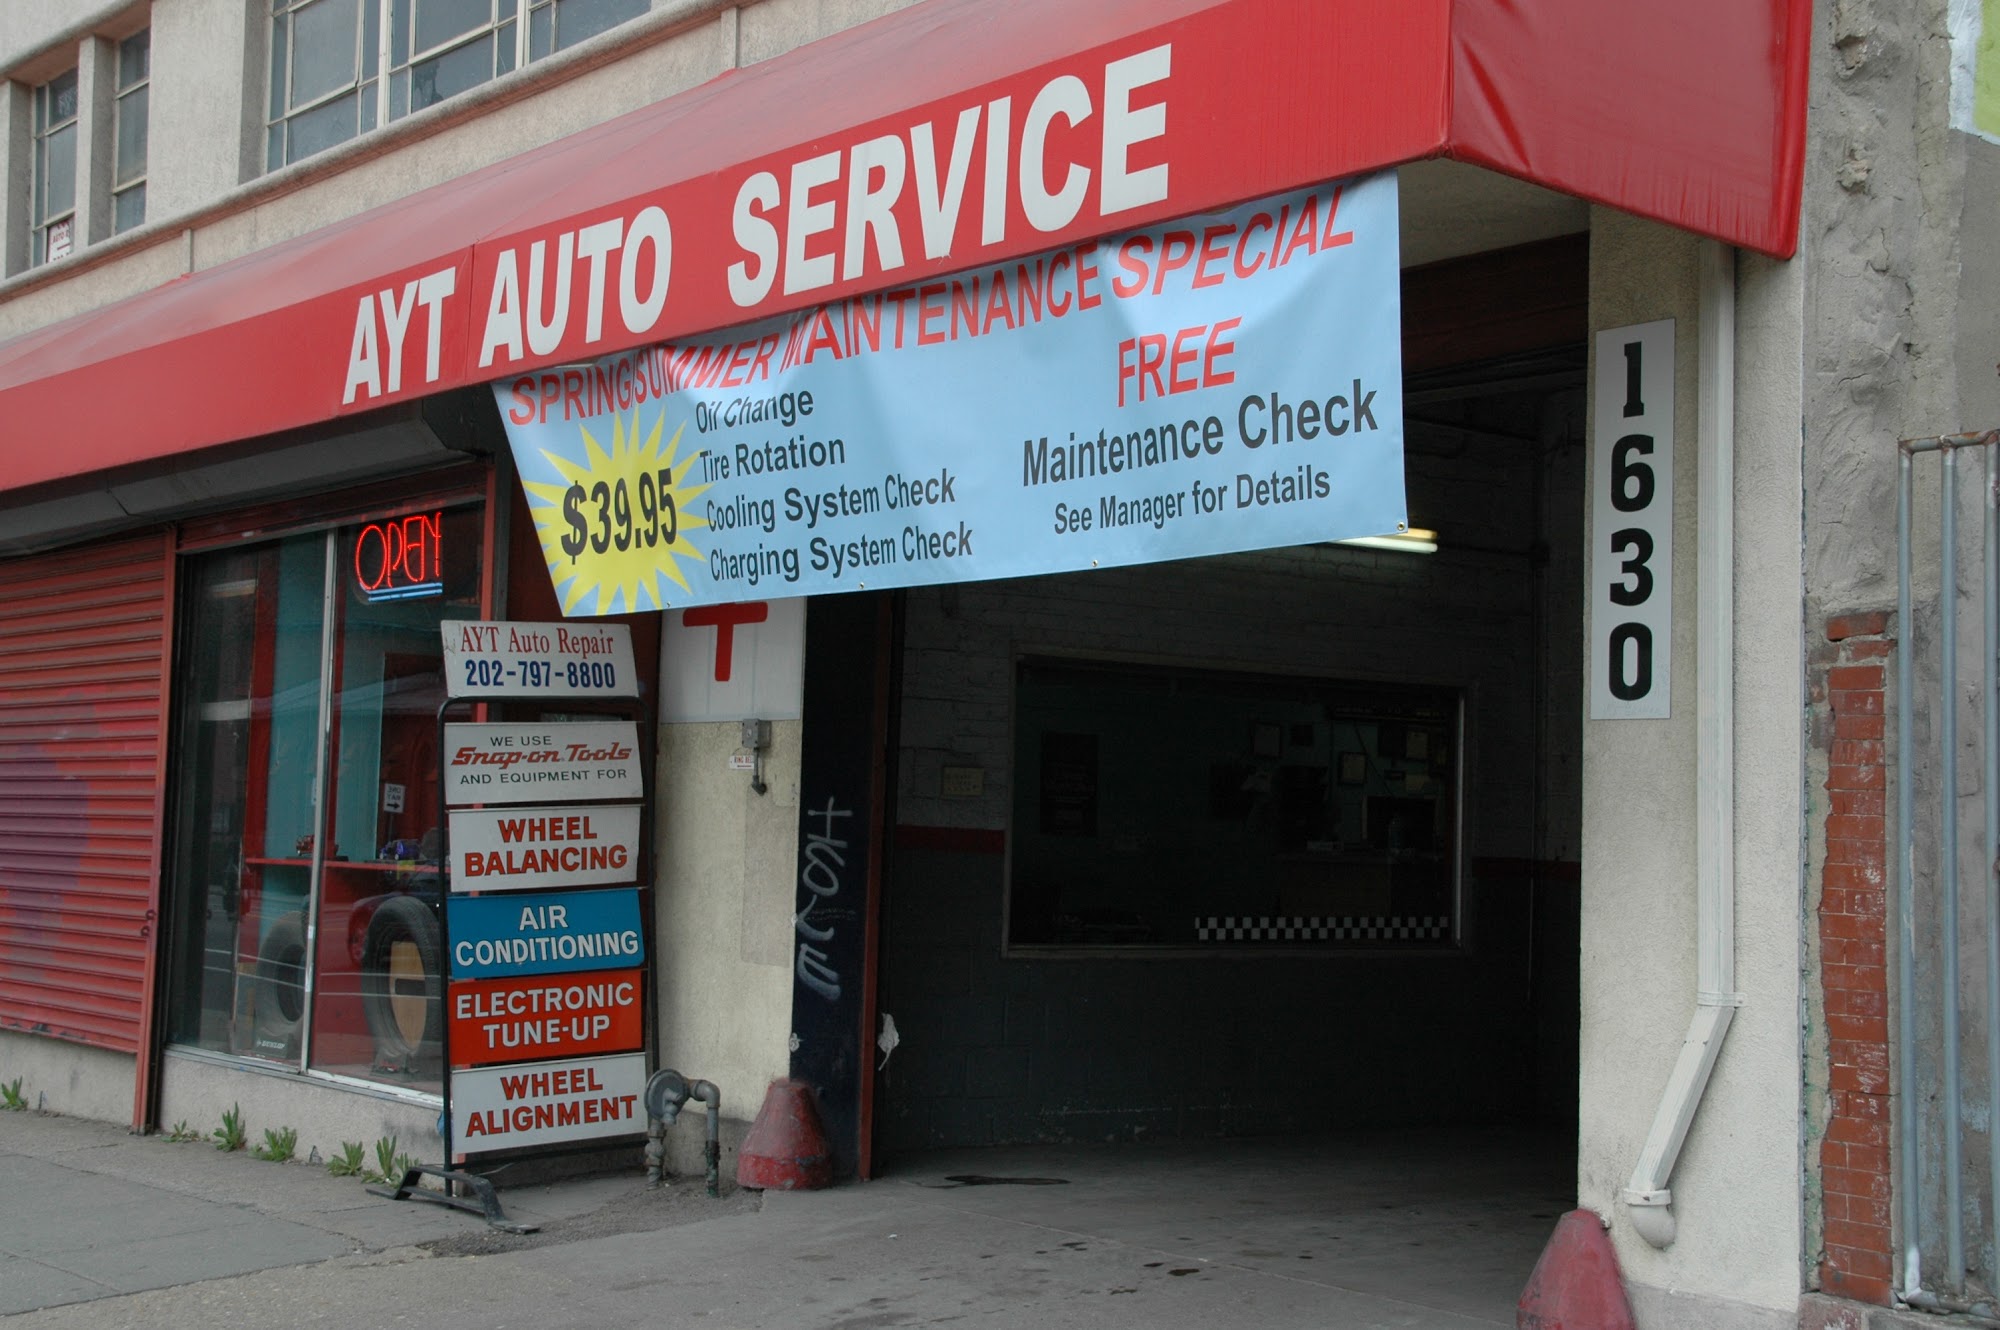 AYT AUTO SERVICE
SPRING/SUMMER MAINTENANCE SPECIAL
$39.95
Oil Change
Tire Rotation
Cooling System Check
Charging System Check
FREE
Maintenance Check
See Manager for Details
1630
OPEN
AYT Auto Repair
202-797-8800
WE USE
Snap-on Tools
AND EQUIPMENT FOR
WHEEL
BALANCING
AIR
CONDITIONING
ELECTRONIC
TUNE-UP
WHEEL
ALIGNMENT
RING BELL